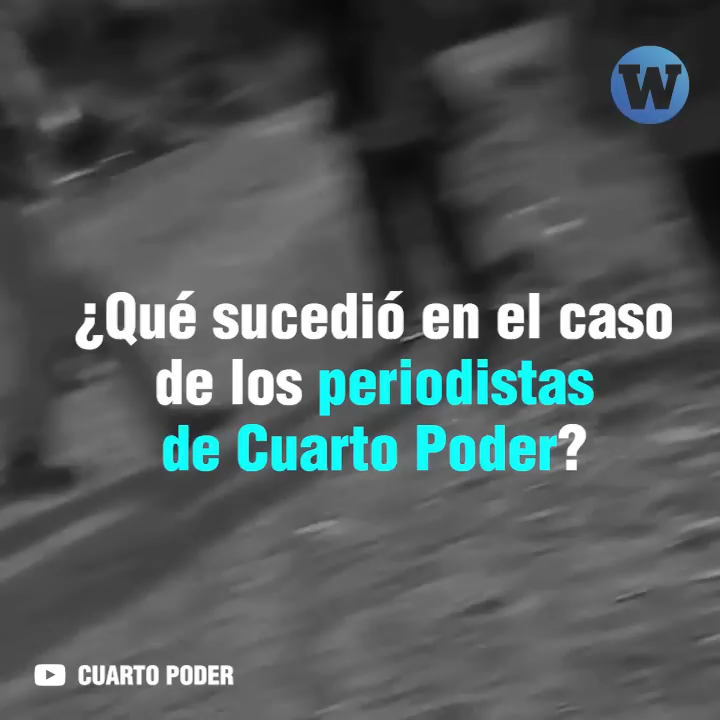 W
¿Qué sucedió en el caso
de los periodistas
de Cuarto Poder?
CUARTO PODER